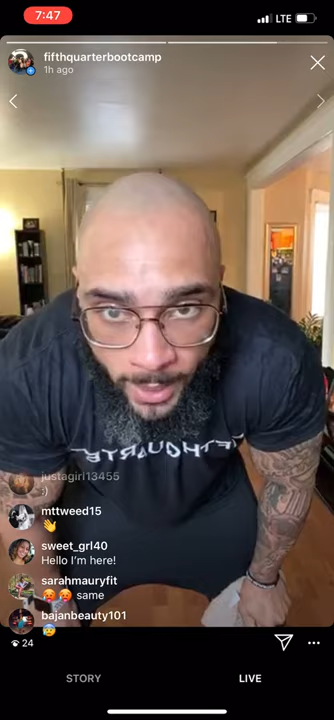 7:47
LTE
fifthquarterbootcamp
1h ago
justagirl13455
:)
mttweed15
👋
sweet_grl40
Hello I'm here!
sarahmauryfit
🥵🥵 same
bajanbeauty101
😰
24
STORY
LIVE